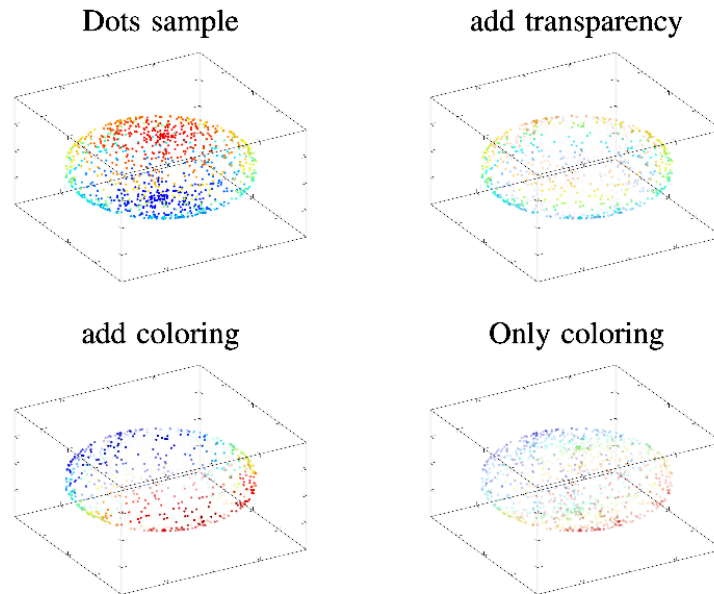 Dots sample
add transparency
add coloring
Only coloring